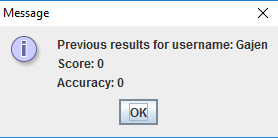 Message
Previous results for username: Gajen
Score: 0
Accuracy: 0
OK